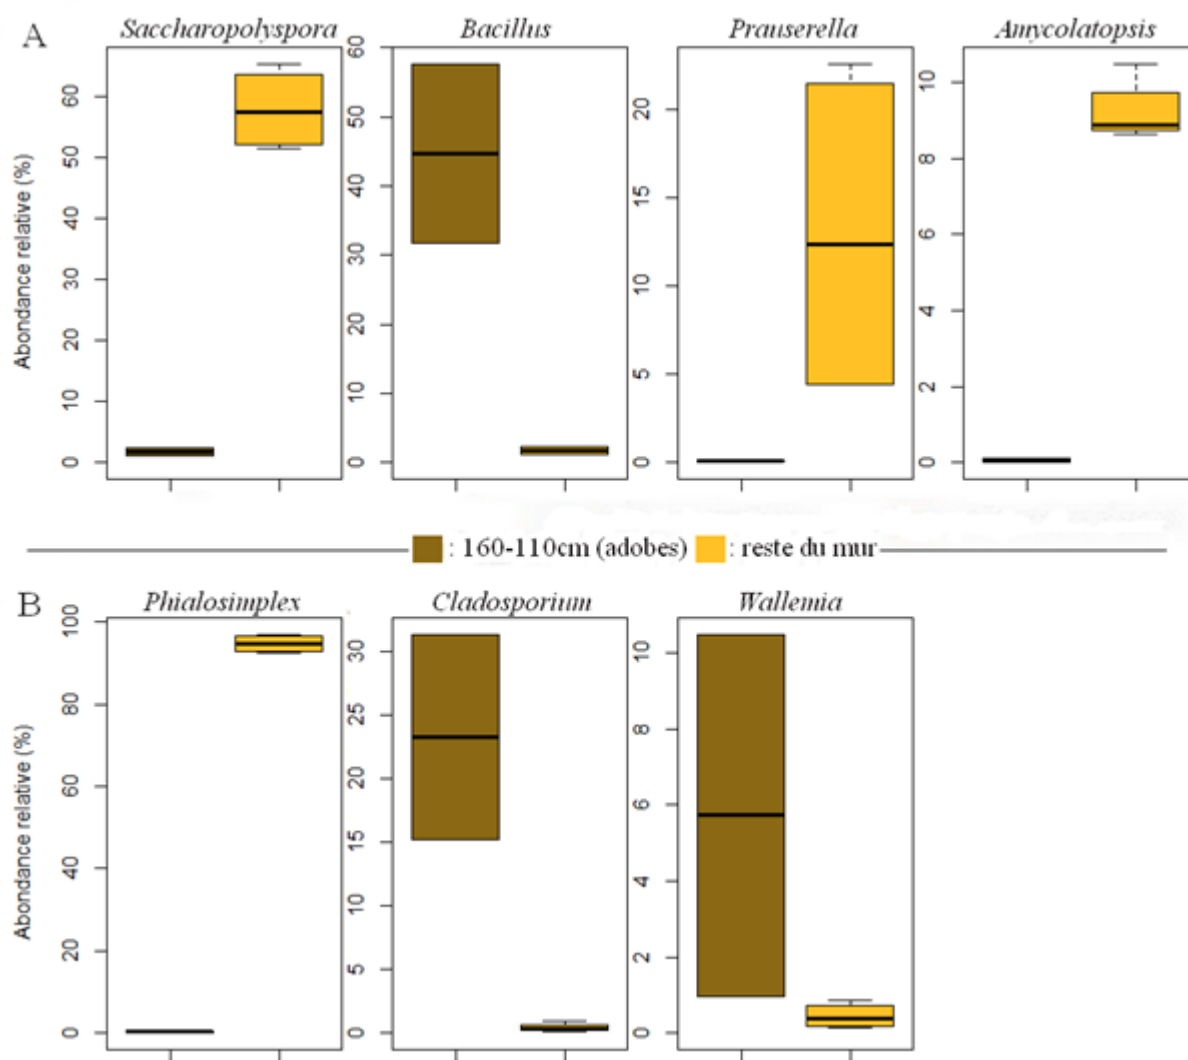 A
Saccharopolyspora Bacillus Prauserella Amycolatopsis
Abondance relative (%)
0 10 20 30 40 50 60
0 10 20 30 40 50 60
0 5 10 15 20
0 2 4 6 8 10
: 160-110cm (adobes) : reste du mur
B
Phialosimplex Cladosporium Wallemia
Abondance relative (%)
0 20 40 60 80 100
0 5 10 15 20 25 30
0 2 4 6 8 10